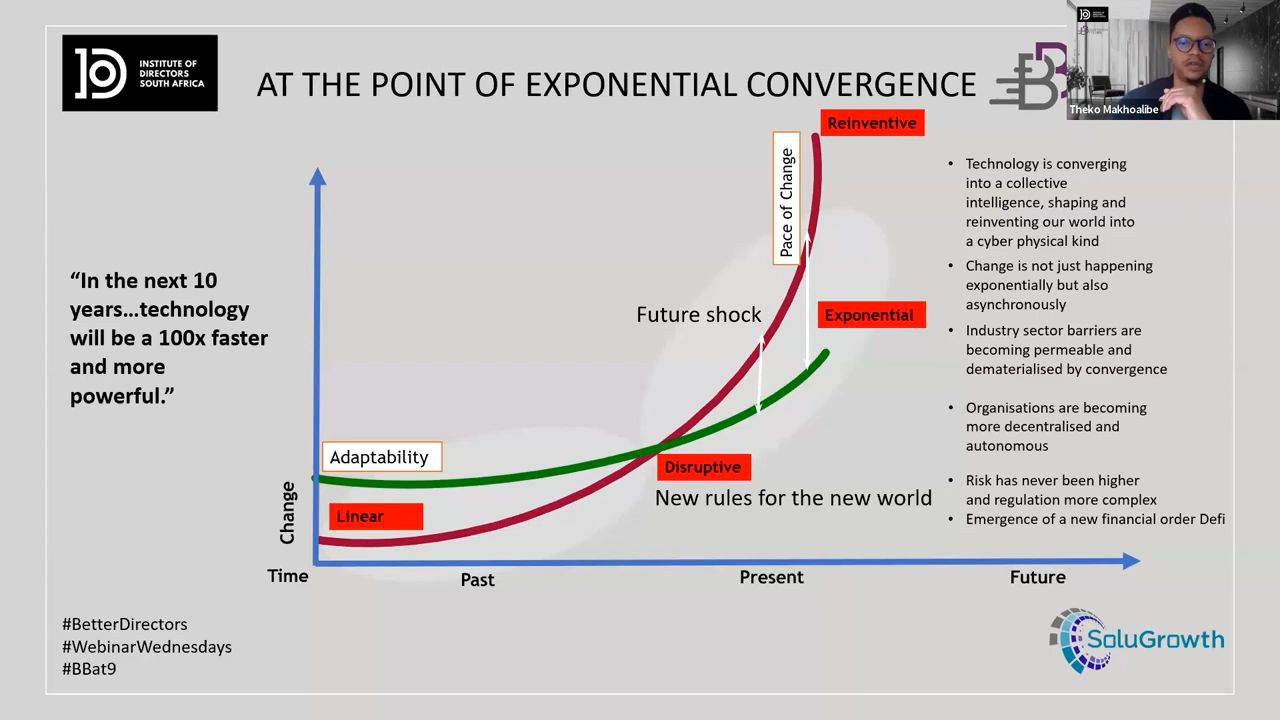 INSTITUTE OF
DIRECTORS
SOUTH AFRICA
AT THE POINT OF EXPONENTIAL CONVERGENCE
Theko Makhoalibe
Reinventive
Pace of Change
“In the next 10
years...technology
will be a 100x faster
and more
powerful.”
Future shock
Exponential
Adaptability
Linear
Disruptive
New rules for the new world
Change
Time
Past
Present
Future
• Technology is converging
into a collective
intelligence, shaping and
reinventing our world into
a cyber physical kind
• Change is not just happening
exponentially but also
asynchronously
• Industry sector barriers are
becoming permeable and
dematerialised by convergence
• Organisations are becoming
more decentralised and
autonomous
• Risk has never been higher
and regulation more complex
• Emergence of a new financial order Defi
#BetterDirectors
#WebinarWednesdays
#BBat9
SoluGrowth